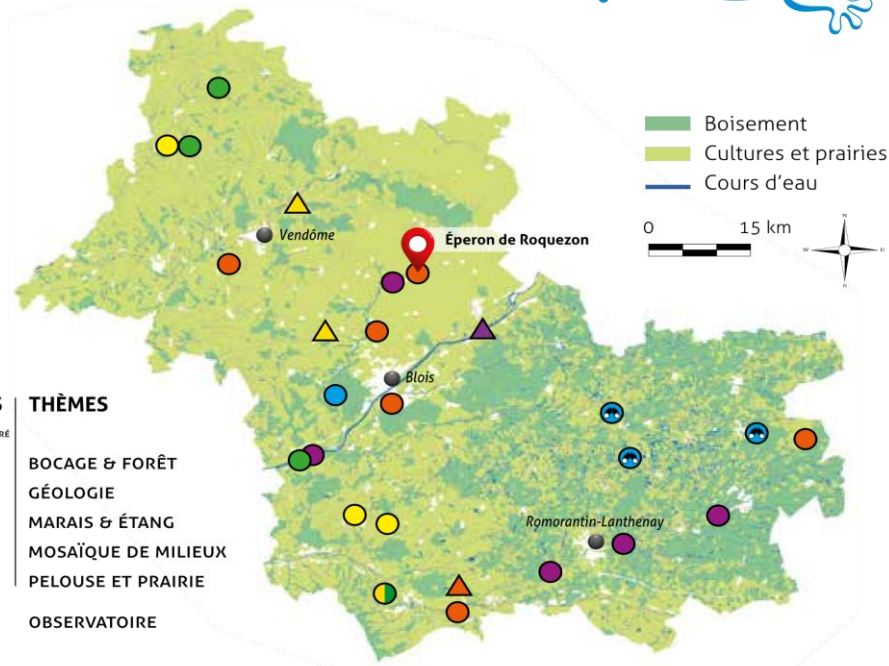 Boisement
Cultures et prairies
Cours d'eau
0 15 km
N
W E
S
Vendôme
Éperon de Roquezon
Blois
Romorantin-Lanthenay
S THÈMES
RÉ
BOCAGE & FORÊT
GÉOLOGIE
MARAIS & ÉTANG
MOSAÏQUE DE MILIEUX
PELOUSE ET PRAIRIE
OBSERVATOIRE